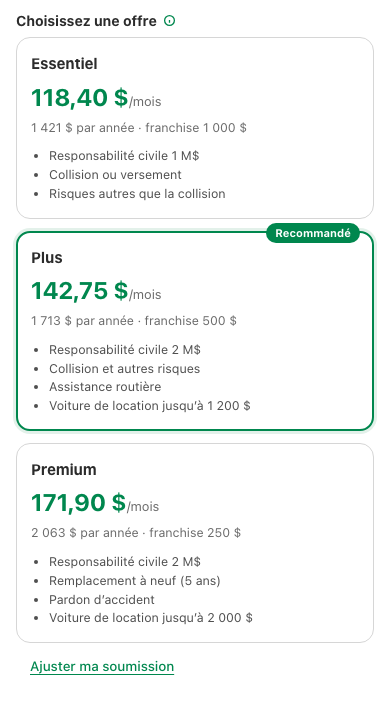 Choisissez une offre
Essentiel
118,40 $/mois
1 421 $ par année · franchise 1 000 $
• Responsabilité civile 1 M$
• Collision ou versement
• Risques autres que la collision
Recommandé
Plus
142,75 $/mois
1 713 $ par année · franchise 500 $
• Responsabilité civile 2 M$
• Collision et autres risques
• Assistance routière
• Voiture de location jusqu’à 1 200 $
Premium
171,90 $/mois
2 063 $ par année · franchise 250 $
• Responsabilité civile 2 M$
• Remplacement à neuf (5 ans)
• Pardon d’accident
• Voiture de location jusqu’à 2 000 $
Ajuster ma soumission